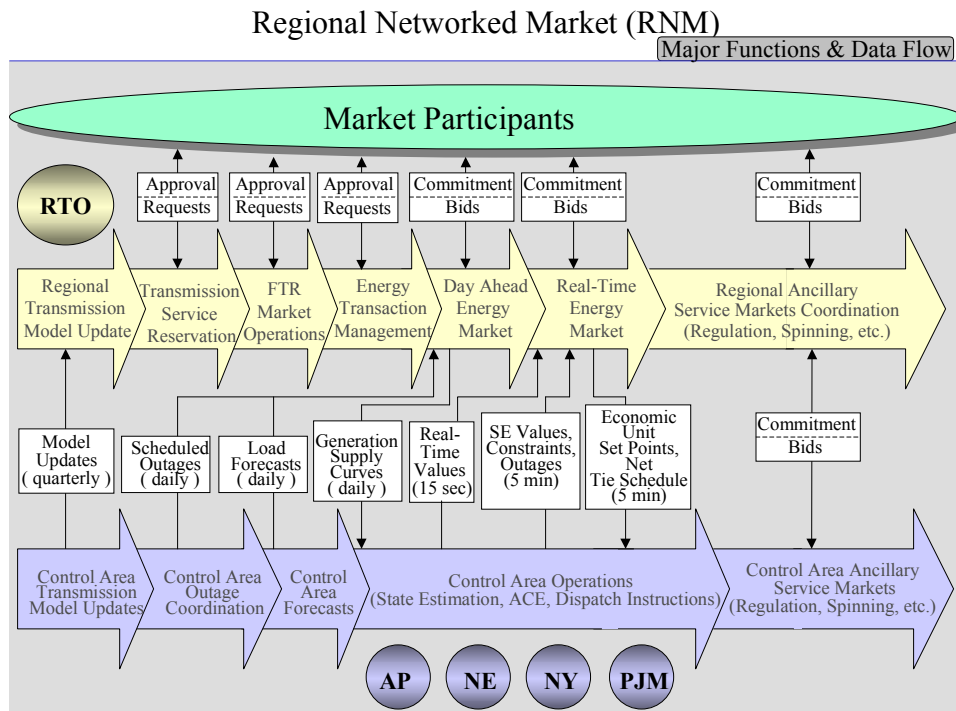 Regional Networked Market (RNM)
Major Functions & Data Flow
Market Participants
RTO
Approval
Requests
Approval
Requests
Approval
Requests
Commitment
Bids
Commitment
Bids
Commitment
Bids
Regional
Transmission
Model Update
Transmission
Service
Reservation
FTR
Market
Operations
Energy
Transaction
Management
Day Ahead
Energy
Market
Real-Time
Energy
Market
Regional Ancillary
Service Markets Coordination
(Regulation, Spinning, etc.)
Model
Updates
( quarterly )
Scheduled
Outages
( daily )
Load
Forecasts
( daily )
Generation
Supply
Curves
( daily )
Real-
Time
Values
(15 sec)
SE Values,
Constraints,
Outages
(5 min)
Economic
Unit
Set Points,
Net
Tie Schedule
(5 min)
Commitment
Bids
Control Area
Transmission
Model Updates
Control Area
Outage
Coordination
Control
Area
Forecasts
Control Area Operations
(State Estimation, ACE, Dispatch Instructions)
Control Area Ancillary
Service Markets
(Regulation, Spinning, etc.)
AP
NE
NY
PJM